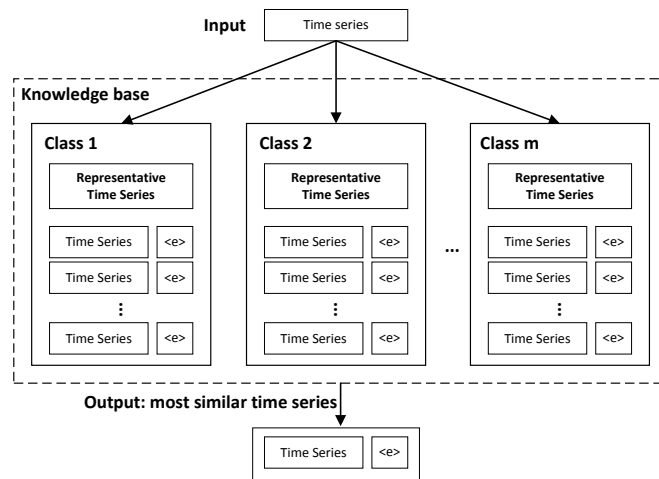 Input
Time series
Knowledge base
Class 1
Representative
Time Series
Time Series <e>
Time Series <e>
⋮
Time Series <e>
Class 2
Representative
Time Series
Time Series <e>
Time Series <e>
⋮
Time Series <e>
...
Class m
Representative
Time Series
Time Series <e>
Time Series <e>
⋮
Time Series <e>
Output: most similar time series
Time Series <e>